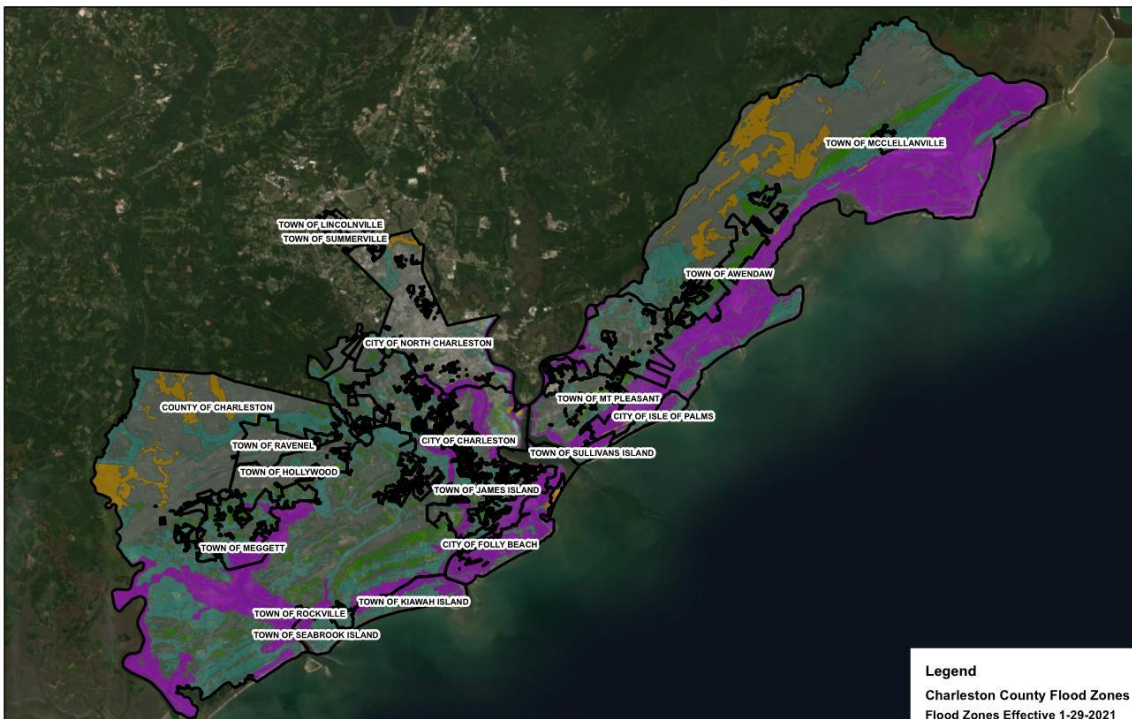 TOWN OF MCCLELLANVILLE
TOWN OF LINCOLNVILLE
TOWN OF SUMMERVILLE
TOWN OF AWENDAW
CITY OF NORTH CHARLESTON
TOWN OF MT PLEASANT
COUNTY OF CHARLESTON
CITY OF ISLE OF PALMS
CITY OF CHARLESTON
TOWN OF RAVENEL
TOWN OF SULLIVANS ISLAND
TOWN OF HOLLYWOOD
TOWN OF JAMES ISLAND
CITY OF FOLLY BEACH
TOWN OF MEGGETT
TOWN OF KIAWAH ISLAND
TOWN OF ROCKVILLE
TOWN OF SEABROOK ISLAND
Legend
Charleston County Flood Zones
Flood Zones Effective 1-29-2021